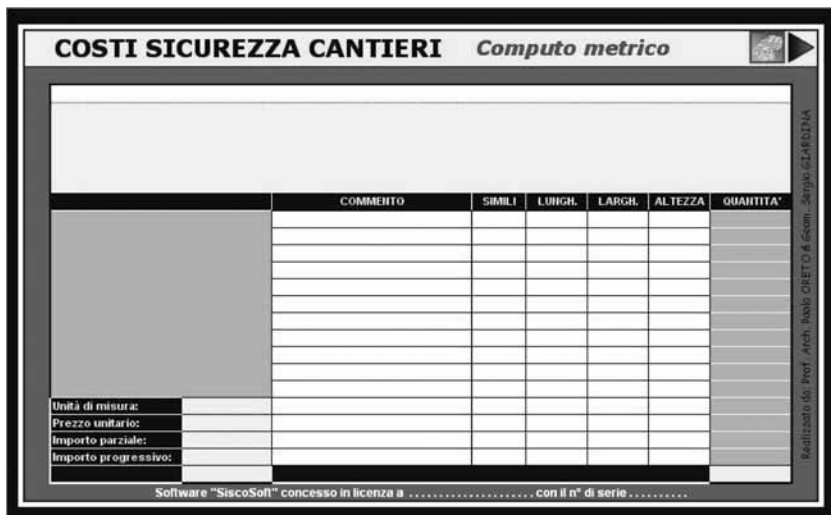 COSTI SICUREZZA CANTIERI Computo metrico
COMMENTO SIMILI LUNGH. LARGH. ALTEZZA QUANTITA'
Unità di misura:
Prezzo unitario:
Importo parziale:
Importo progressivo:
Software "SiscoSoft" concesso in licenza a . . . . . . . . . . . . . . . . . . . . . . con il n° di serie . . . . . . . . . .
Realizzato da: Prof. Arch. Paolo ORETO & Geom. Sergio GIARDINA